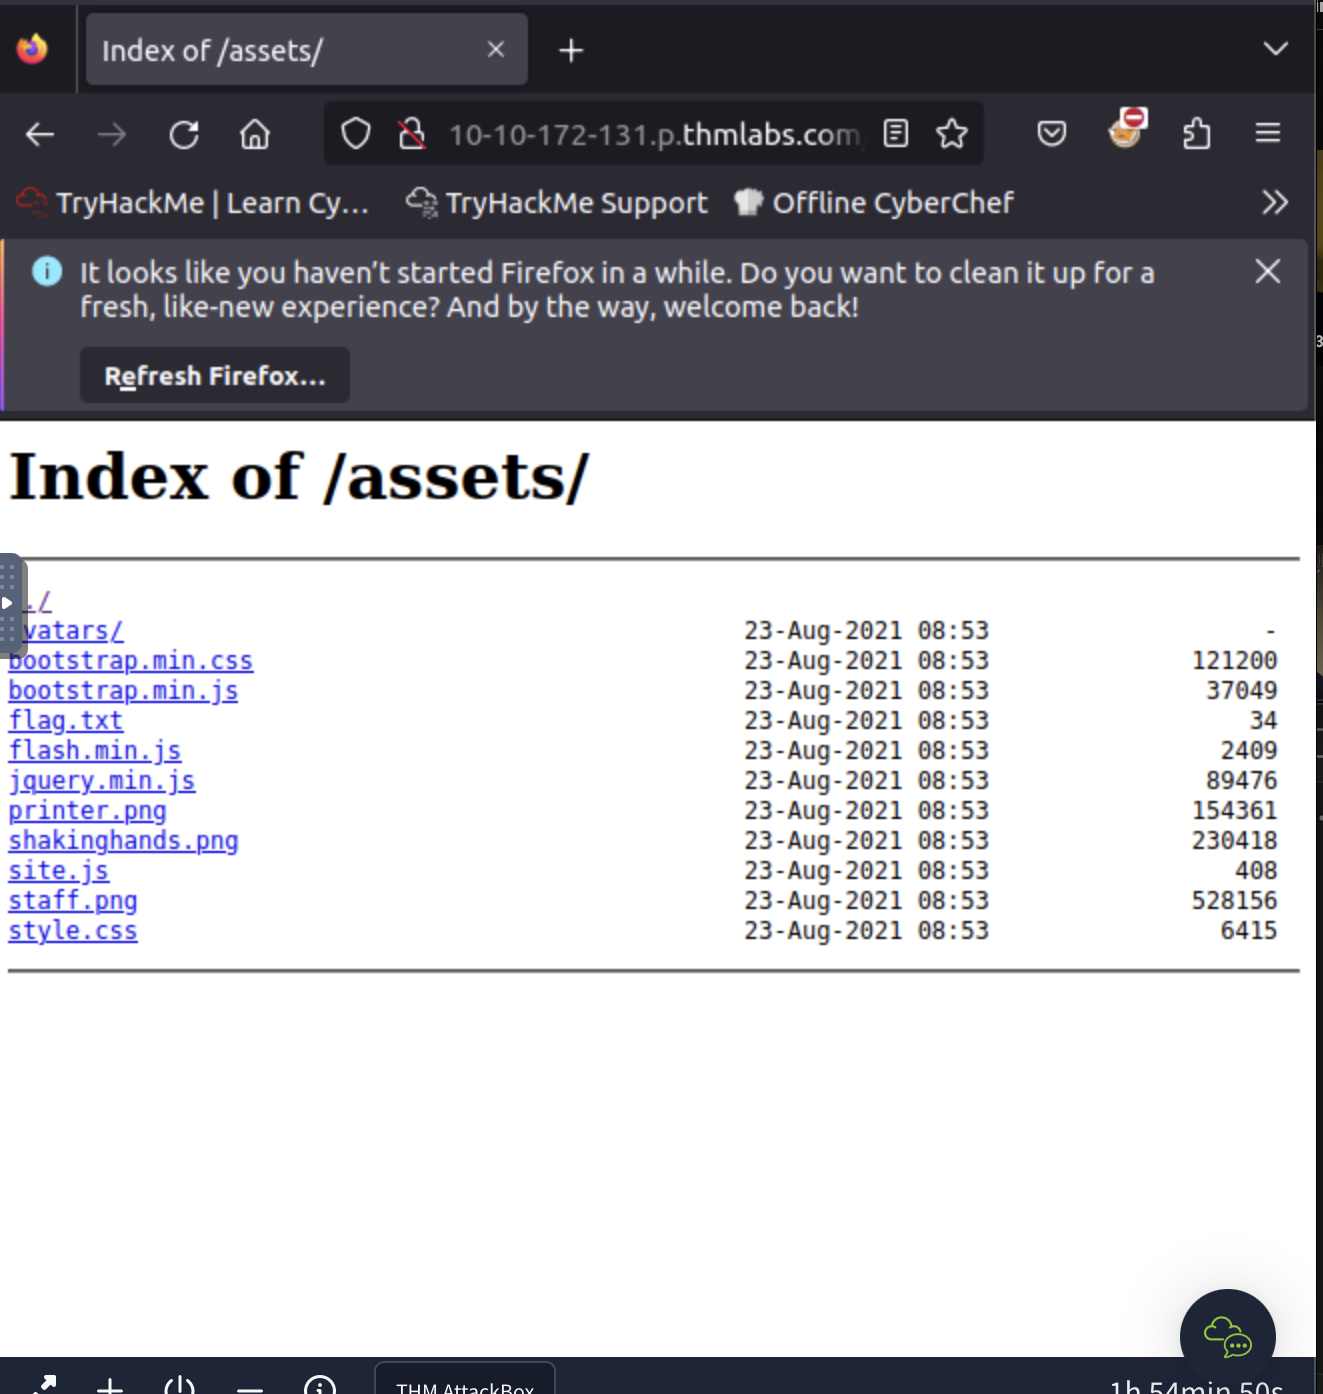 Index of /assets/
10-10-172-131.p.thmlabs.com
TryHackMe | Learn Cy…
TryHackMe Support
Offline CyberChef
It looks like you haven’t started Firefox in a while. Do you want to clean it up for a
fresh, like-new experience? And by the way, welcome back!
Refresh Firefox…
Index of /assets/
./
vatars/ 23-Aug-2021 08:53 -
bootstrap.min.css 23-Aug-2021 08:53 121200
bootstrap.min.js 23-Aug-2021 08:53 37049
flag.txt 23-Aug-2021 08:53 34
flash.min.js 23-Aug-2021 08:53 2409
jquery.min.js 23-Aug-2021 08:53 89476
printer.png 23-Aug-2021 08:53 154361
shakinghands.png 23-Aug-2021 08:53 230418
site.js 23-Aug-2021 08:53 408
staff.png 23-Aug-2021 08:53 528156
style.css 23-Aug-2021 08:53 6415
THM AttackBox
1h 54min 50s